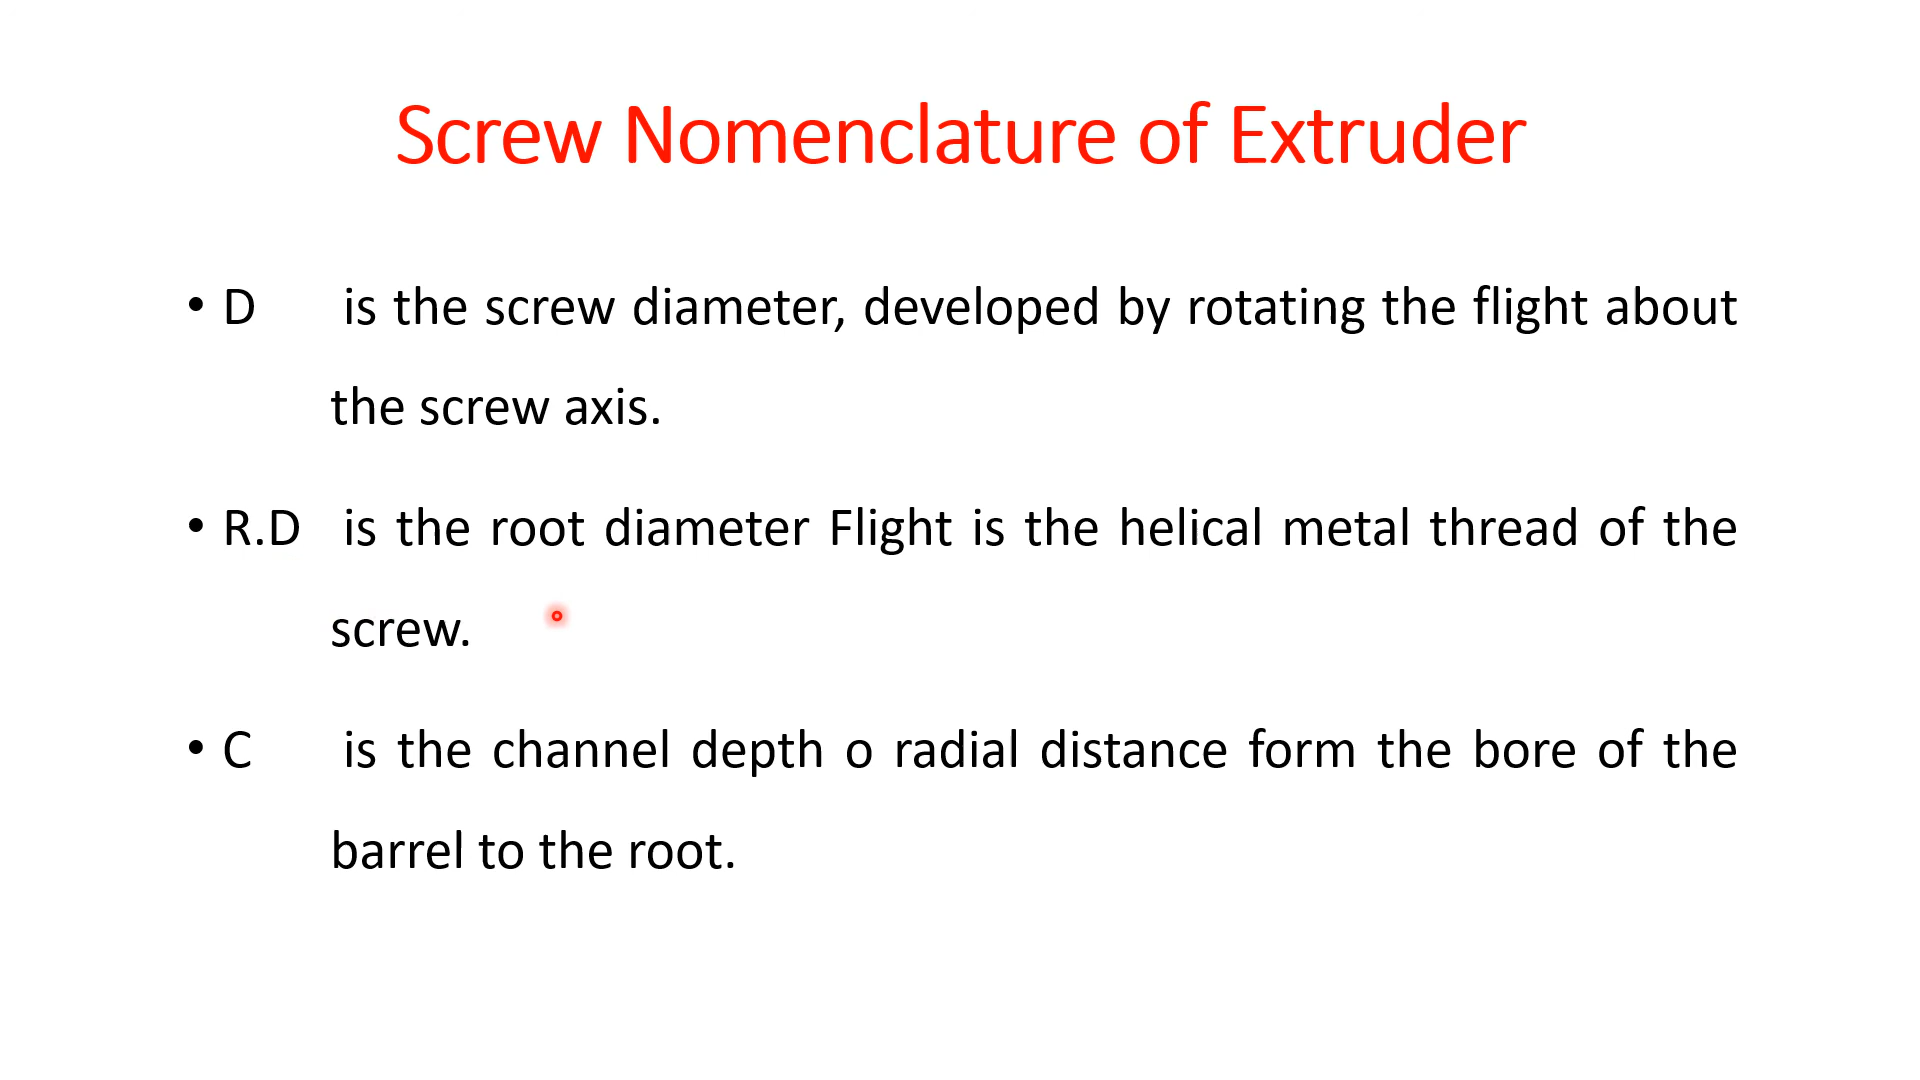 Screw Nomenclature of Extruder
• D is the screw diameter, developed by rotating the flight about
the screw axis.
• R.D is the root diameter Flight is the helical metal thread of the
screw.
• C is the channel depth o radial distance form the bore of the
barrel to the root.